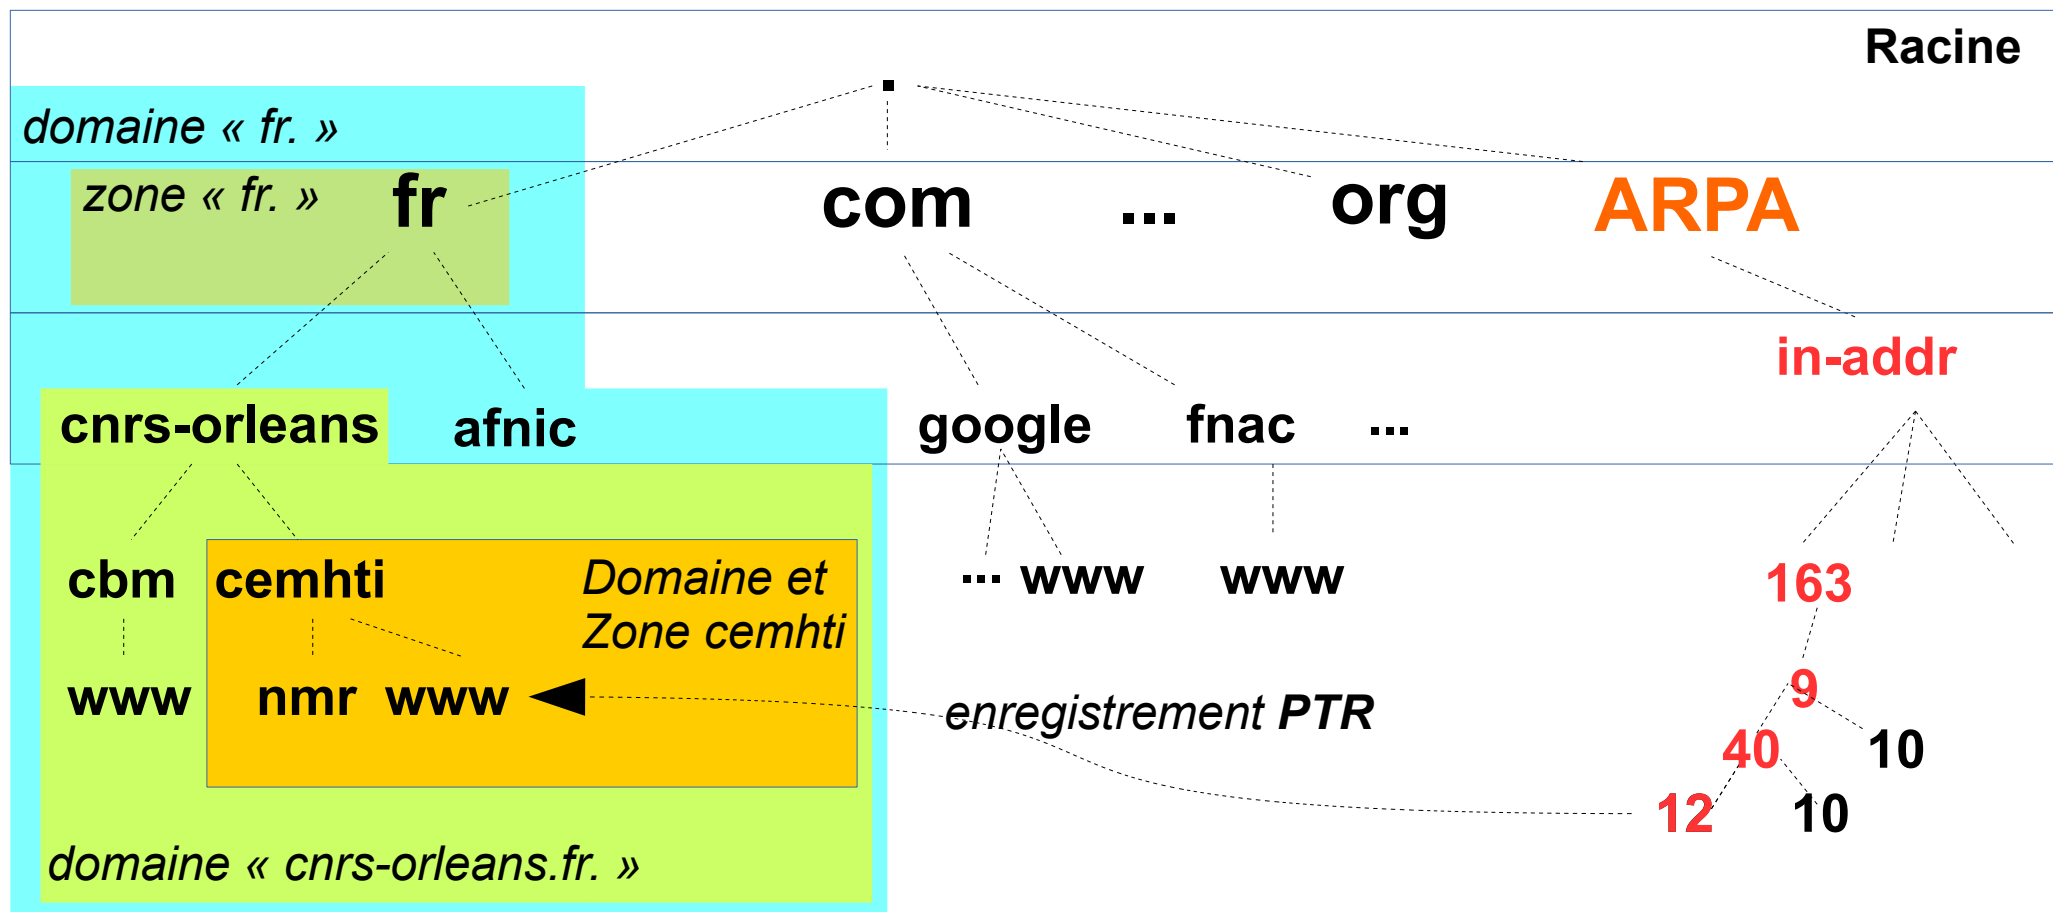 Racine
.
domaine « fr. »
zone « fr. »
fr
com
...
org
ARPA
in-addr
cnrs-orleans
afnic
google
fnac
...
cbm
cemhti
Domaine et
Zone cemhti
...
www
www
163
www
nmr
www
enregistrement PTR
9
40
10
12
10
domaine « cnrs-orleans.fr. »